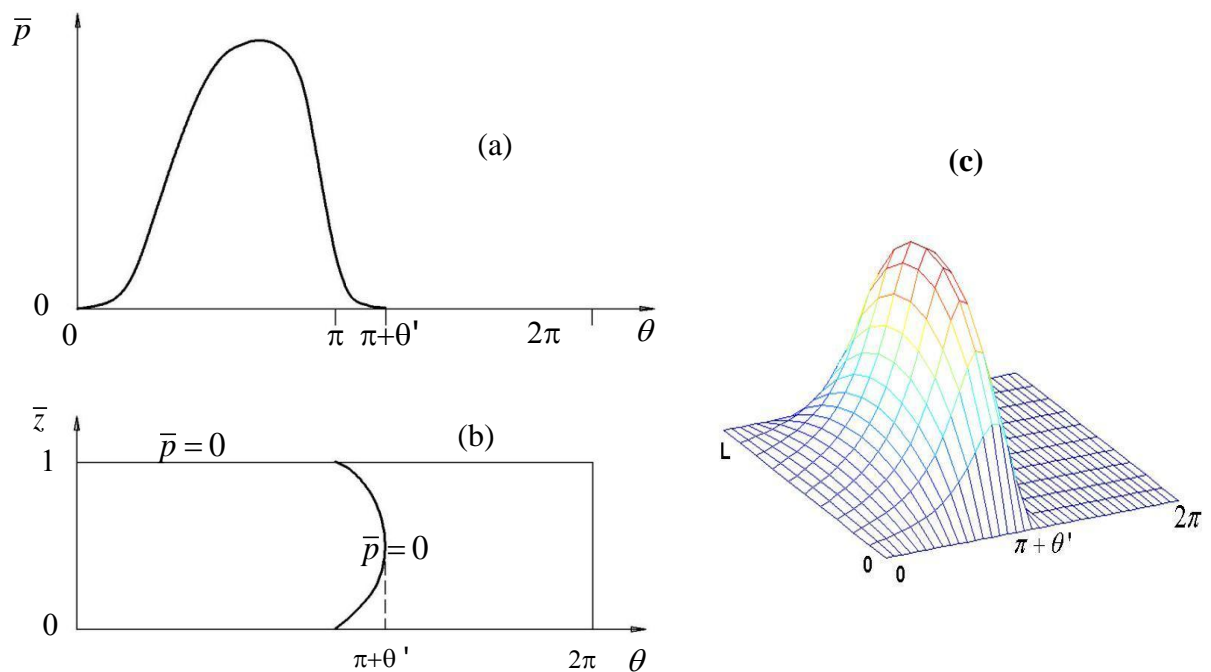 p̅
(a)
0
0 π π+θ' 2π θ
z̅
p̅ = 0
(b)
1
p̅ = 0
0
π+θ' 2π θ
(c)
L
0 0
π + θ'
2π